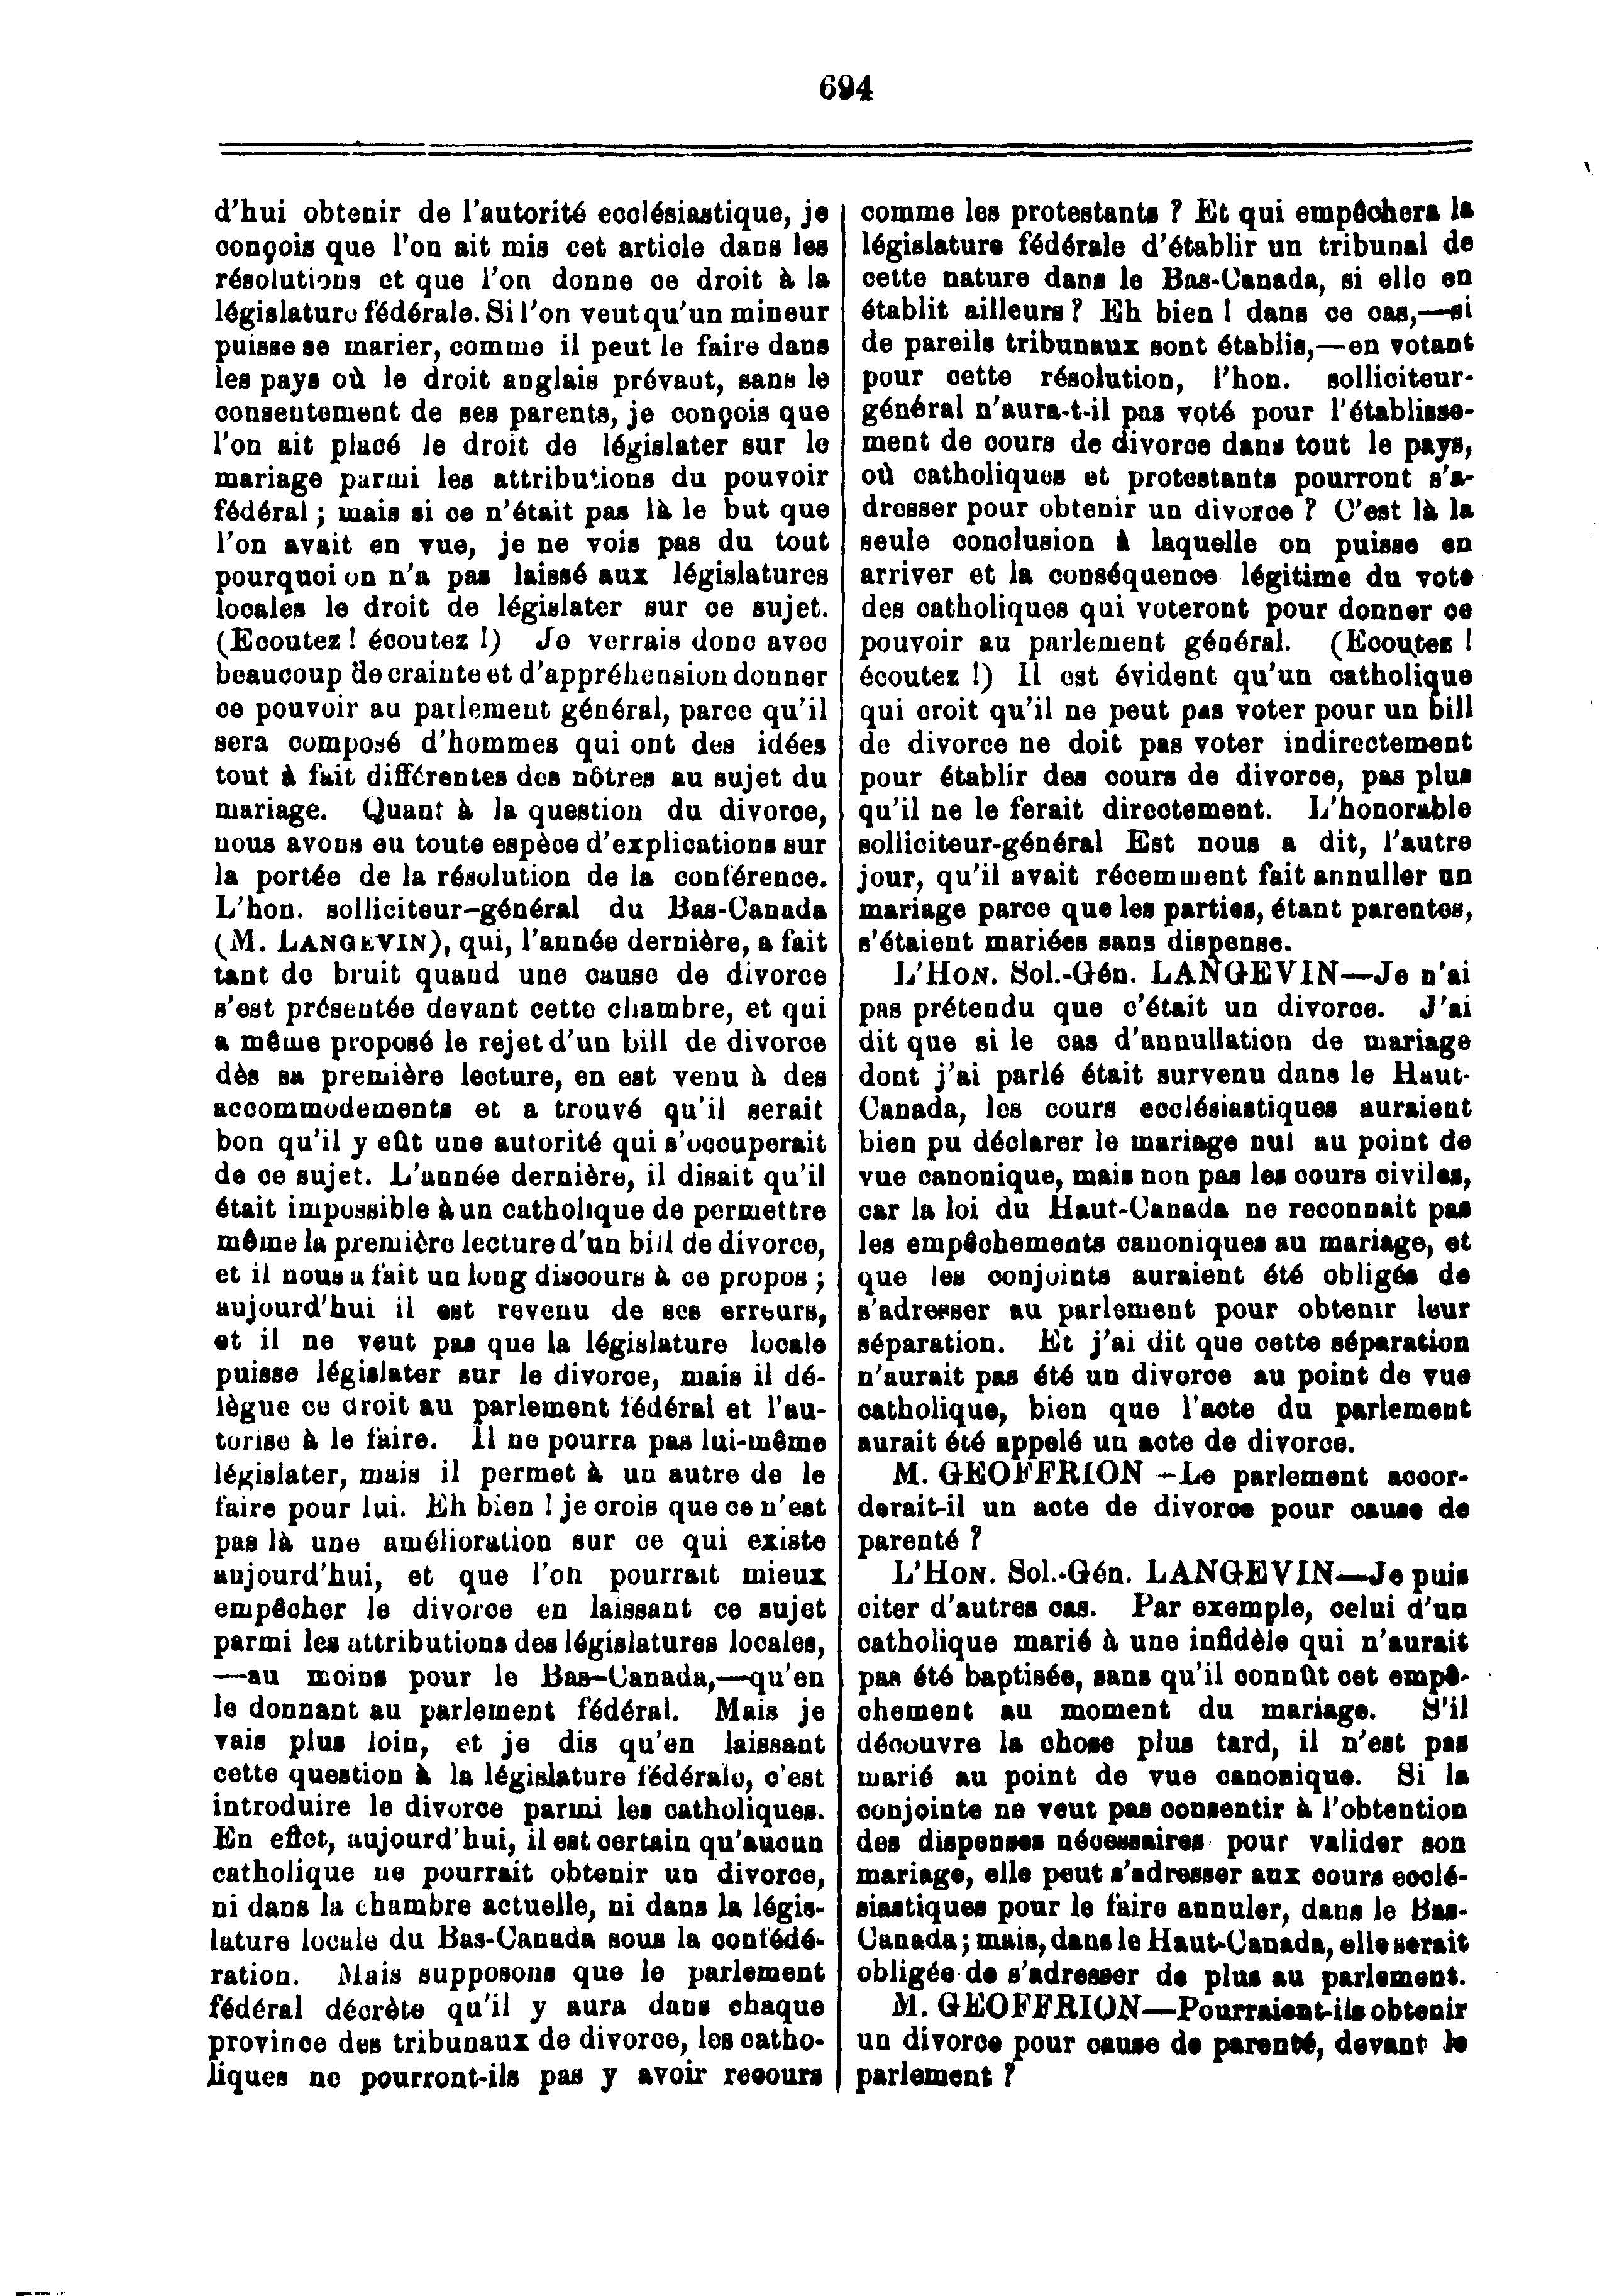 694
d'hui obtenir de l'autorité ecclésiastique, je
conçois que l'on ait mis cet article dans les
résolutions et que l'on donne ce droit à la
législature fédérale. Si l'on veut qu'un mineur
puisse se marier, comme il peut le faire dans
les pays où le droit anglais prévaut, sans le
consentement de ses parents, je conçois que
l'on ait placé le droit de législater sur le
mariage parmi les attributions du pouvoir
fédéral ; mais si ce n'était pas là le but que
l'on avait en vue, je ne vois pas du tout
pourquoi on n'a pas laissé aux législatures
locales le droit de législater sur ce sujet.
(Ecoutez ! écoutez !) Je verrais donc avec
beaucoup de crainte et d'appréhension donner
ce pouvoir au parlement général, parce qu'il
sera composé d'hommes qui ont des idées
tout à fait différentes des nôtres au sujet du
mariage. Quant à la question du divorce,
nous avons eu toute espèce d'explications sur
la portée de la résolution de la conférence.
L'hon. solliciteur-général du Bas-Canada
(M. LANGEVIN), qui, l'année dernière, a fait
tant de bruit quand une cause de divorce
s'est présentée devant cette chambre, et qui
a même proposé le rejet d'un bill de divorce
dès sa première lecture, en est venu à des
accommodements et a trouvé qu'il serait
bon qu'il y eût une autorité qui s'occuperait
de ce sujet. L'année dernière, il disait qu'il
était impossible à un catholique de permettre
même la première lecture d'un bill de divorce,
et il nous a fait un long discours à ce propos ;
aujourd'hui il est revenu de ses erreurs,
et il ne veut pas que la législature locale
puisse législater sur le divorce, mais il dé-
lègue ce droit au parlement fédéral et l'au-
torise à le faire. Il ne pourra pas lui-même
législater, mais il permet à un autre de le
faire pour lui. Eh bien ! je crois que ce n'est
pas là une amélioration sur ce qui existe
aujourd'hui, et que l'on pourrait mieux
empêcher le divorce en laissant ce sujet
parmi les attributions des législatures locales,
—au moins pour le Bas-Canada,—qu'en
le donnant au parlement fédéral. Mais je
vais plus loin, et je dis qu'en laissant
cette question à la législature fédérale, c'est
introduire le divorce parmi les catholiques.
En effet, aujourd'hui, il est certain qu'aucun
catholique ne pourrait obtenir un divorce,
ni dans la chambre actuelle, ni dans la légis-
lature locale du Bas-Canada sous la confédé-
ration. Mais supposons que le parlement
fédéral décrète qu'il y aura dans chaque
province des tribunaux de divorce, les catho-
liques ne pourront-ils pas y avoir recours
comme les protestants ? Et qui empêchera la
législature fédérale d'établir un tribunal de
cette nature dans le Bas-Canada, si elle en
établit ailleurs ? Eh bien ! dans ce cas,—si
de pareils tribunaux sont établis,—en votant
pour cette résolution, l'hon. solliciteur-
général n'aura-t-il pas voté pour l'établisse-
ment de cours de divorce dans tout le pays,
où catholiques et protestants pourront s'a-
dresser pour obtenir un divorce ? C'est là la
seule conclusion à laquelle on puisse en
arriver et la conséquence légitime du vote
des catholiques qui voteront pour donner ce
pouvoir au parlement général. (Ecoutez !
écoutez !) Il est évident qu'un catholique
qui croit qu'il ne peut pas voter pour un bill
de divorce ne doit pas voter indirectement
pour établir des cours de divorce, pas plus
qu'il ne le ferait directement. L'honorable
solliciteur-général Est nous a dit, l'autre
jour, qu'il avait récemment fait annuller un
mariage parce que les parties, étant parentes,
s'étaient mariées sans dispense.
L'HON. Sol.-Gén. LANGEVIN—Je n'ai
pas prétendu que c'était un divorce. J'ai
dit que si le cas d'annullation de mariage
dont j'ai parlé était survenu dans le Haut-
Canada, les cours ecclésiastiques auraient
bien pu déclarer le mariage nul au point de
vue canonique, mais non pas les cours civiles,
car la loi du Haut-Canada ne reconnait pas
les empêchements canoniques au mariage, et
que les conjoints auraient été obligés de
s'adresser au parlement pour obtenir leur
séparation. Et j'ai dit que cette séparation
n'aurait pas été un divorce au point de vue
catholique, bien que l'acte du parlement
aurait été appelé un acte de divorce.
M. GEOFFRION—Le parlement accor-
derait-il un acte de divorce pour cause de
parenté ?
L'HON. Sol.-Gén. LANGEVIN—Je puis
citer d'autres cas. Par exemple, celui d'un
catholique marié à une infidèle qui n'aurait
pas été baptisée, sans qu'il connût cet empê-
chement au moment du mariage. S'il
découvre la chose plus tard, il n'est pas
marié au point de vue canonique. Si la
conjointe ne veut pas consentir à l'obtention
des dispenses nécessaires pour valider son
mariage, elle peut s'adresser aux cours ecclé-
siastiques pour le faire annuler, dans le Bas-
Canada ; mais, dans le Haut-Canada, elle serait
obligée de s'adresser de plus au parlement.
M. GEOFFRION—Pourraient-ils obtenir
un divorce pour cause de parenté, devant le
parlement ?